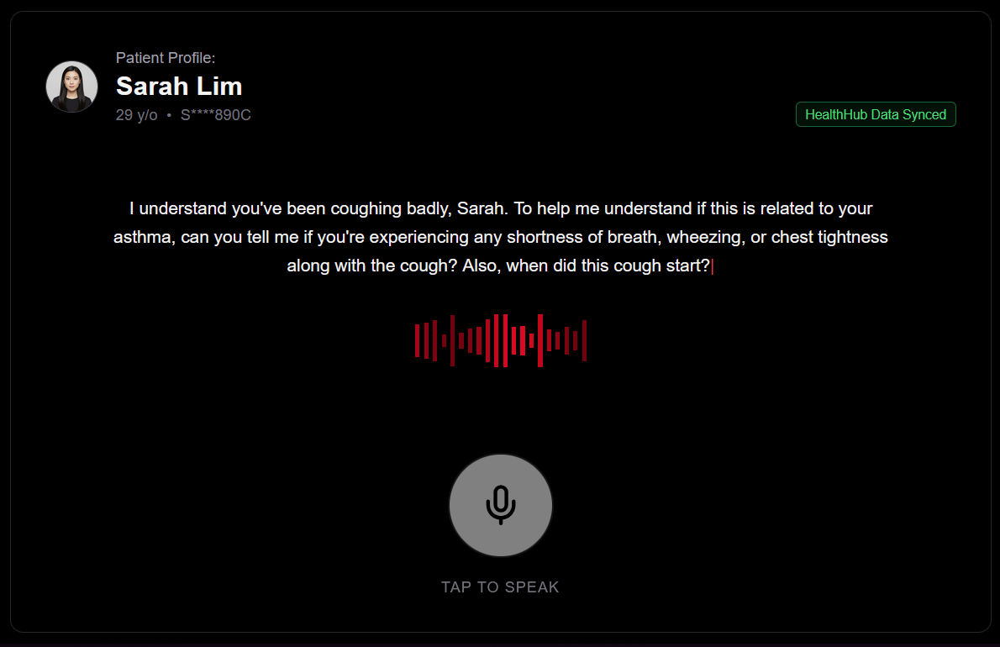 Patient Profile:
Sarah Lim
29 y/o • S****890C
HealthHub Data Synced
I understand you've been coughing badly, Sarah. To help me understand if this is related to your
asthma, can you tell me if you're experiencing any shortness of breath, wheezing, or chest tightness
along with the cough? Also, when did this cough start?
TAP TO SPEAK